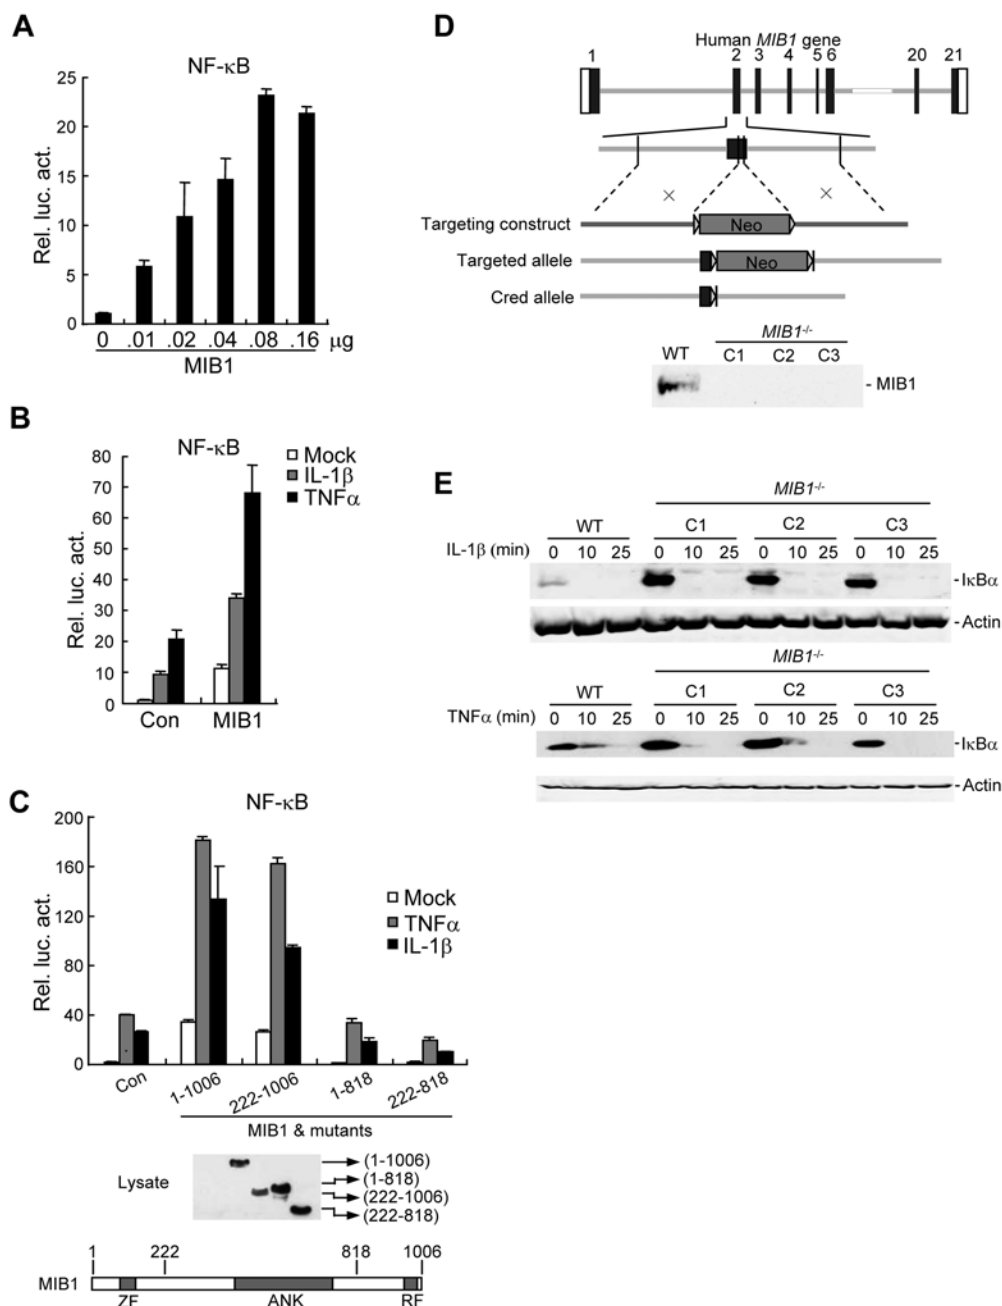 A
NF-κB
25
20
15
10
5
0
Rel. luc. act.
0 .01 .02 .04 .08 .16 μg
MIB1
B
NF-κB
Mock
IL-1β
TNFα
80
70
60
50
40
30
20
10
0
Rel. luc. act.
Con MIB1
C
NF-κB
200
160
120
80
40
0
Rel. luc. act.
Mock
TNFα
IL-1β
Con 1-1006 222-1006 1-818 222-818
MIB1 & mutants
Lysate
(1-1006)
(1-818)
(222-1006)
(222-818)
1 222 818 1006
MIB1
ZF ANK RF
D
Human MIB1 gene
1 2 3 4 5 6 20 21
× ×
Targeting construct Neo
Targeted allele Neo
Cred allele
MIB1-/-
WT C1 C2 C3
- MIB1
E
MIB1-/-
WT C1 C2 C3
IL-1β (min) 0 10 25 0 10 25 0 10 25 0 10 25
-IκBα
-Actin
MIB1-/-
WT C1 C2 C3
TNFα (min) 0 10 25 0 10 25 0 10 25 0 10 25
-IκBα
-Actin